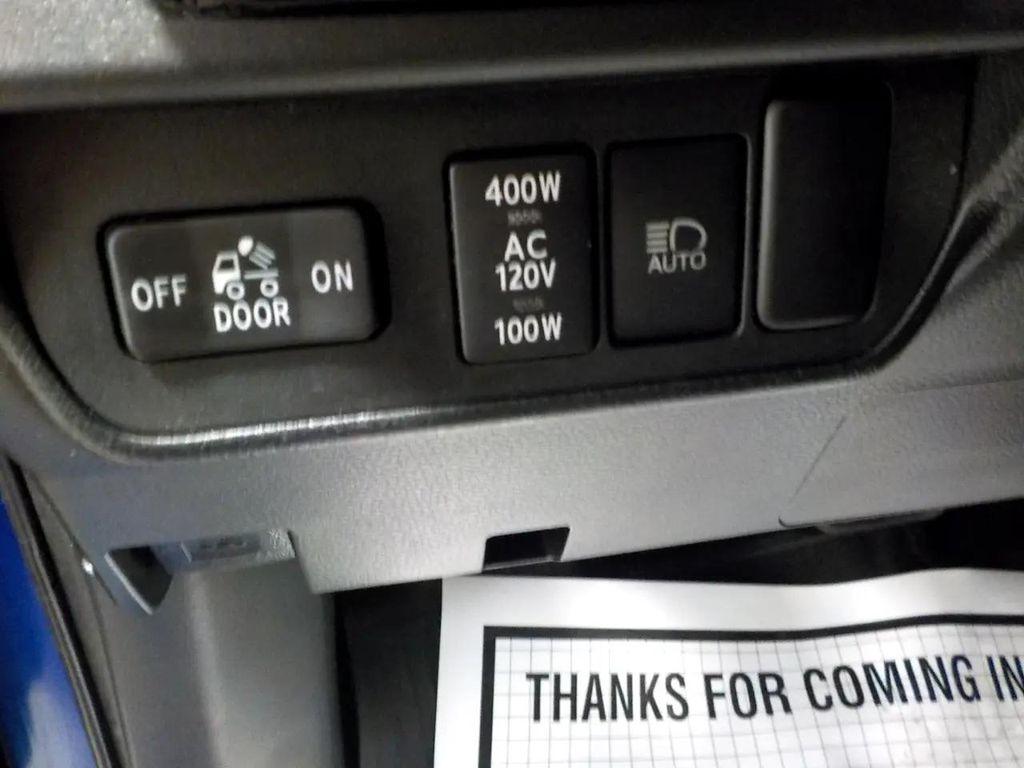 OFF
DOOR
ON
400W
AC
120V
100W
AUTO
THANKS FOR COMING IN